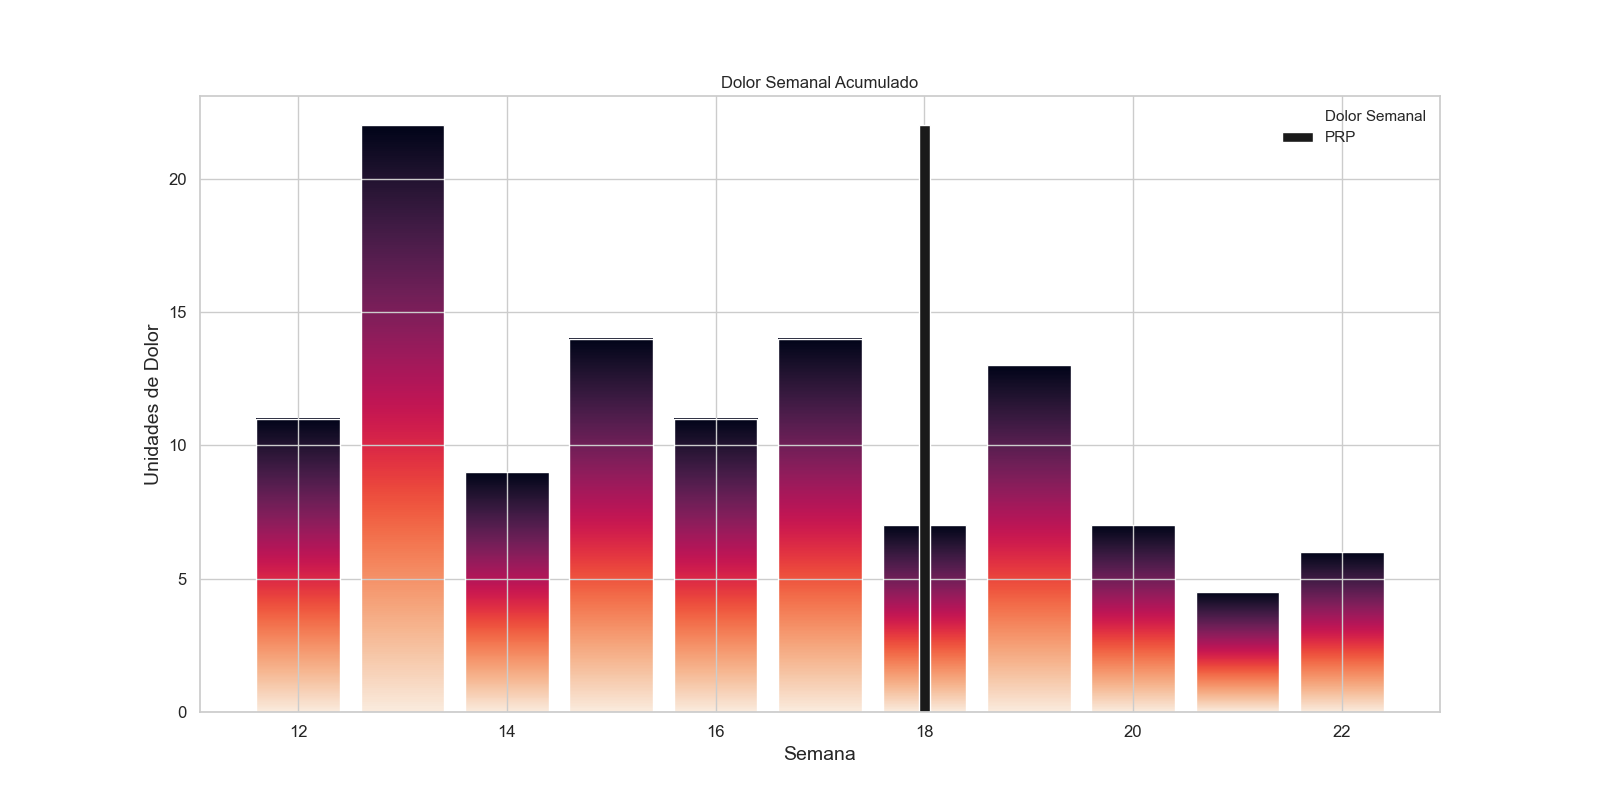 Dolor Semanal Acumulado
Dolor Semanal
PRP
Unidades de Dolor
20
15
10
5
0
12 14 16 18 20 22
Semana